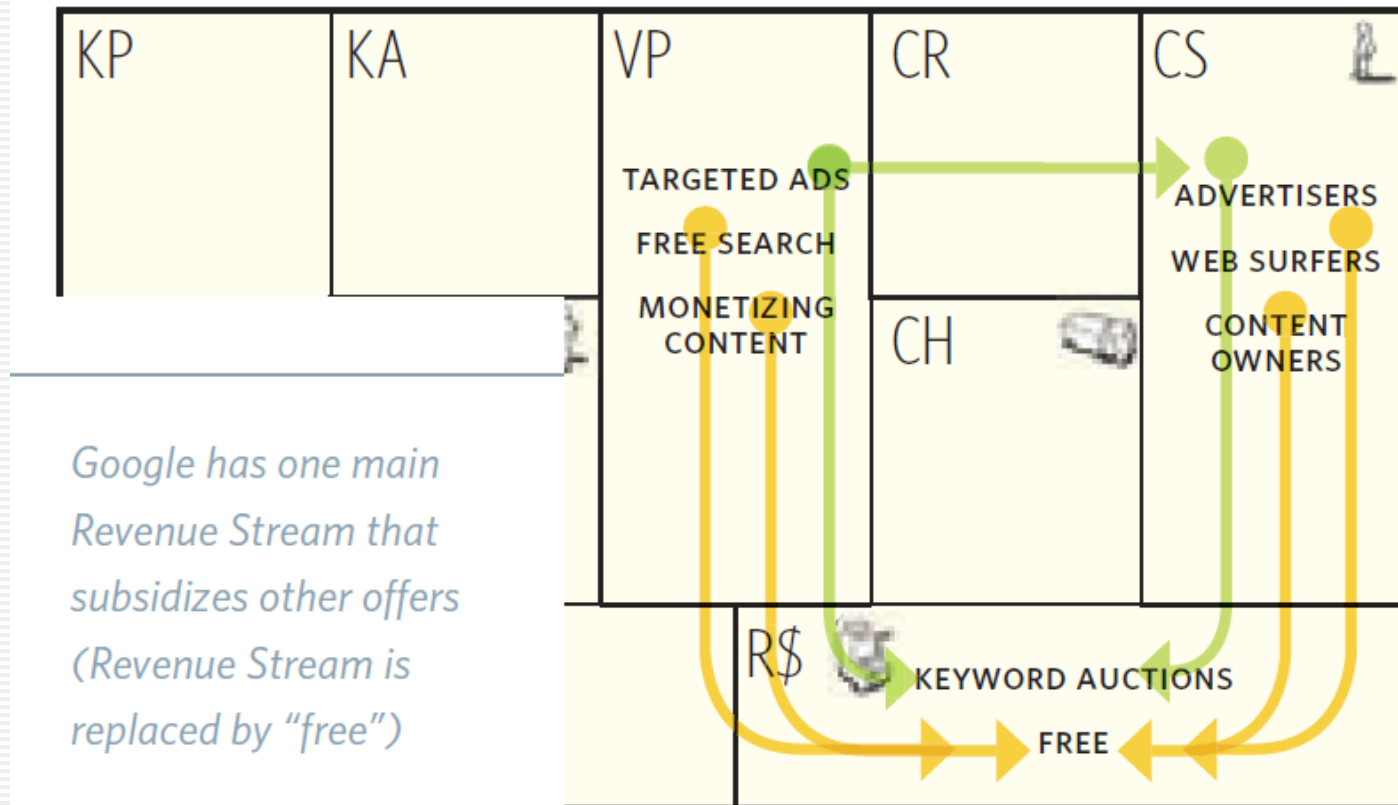 KP
KA
VP
CR
CS
TARGETED ADS
ADVERTISERS
FREE SEARCH
WEB SURFERS
MONETIZING
CONTENT
CONTENT
OWNERS
CH
Google has one main
Revenue Stream that
subsidizes other offers
(Revenue Stream is
replaced by “free”)
R$
KEYWORD AUCTIONS
FREE